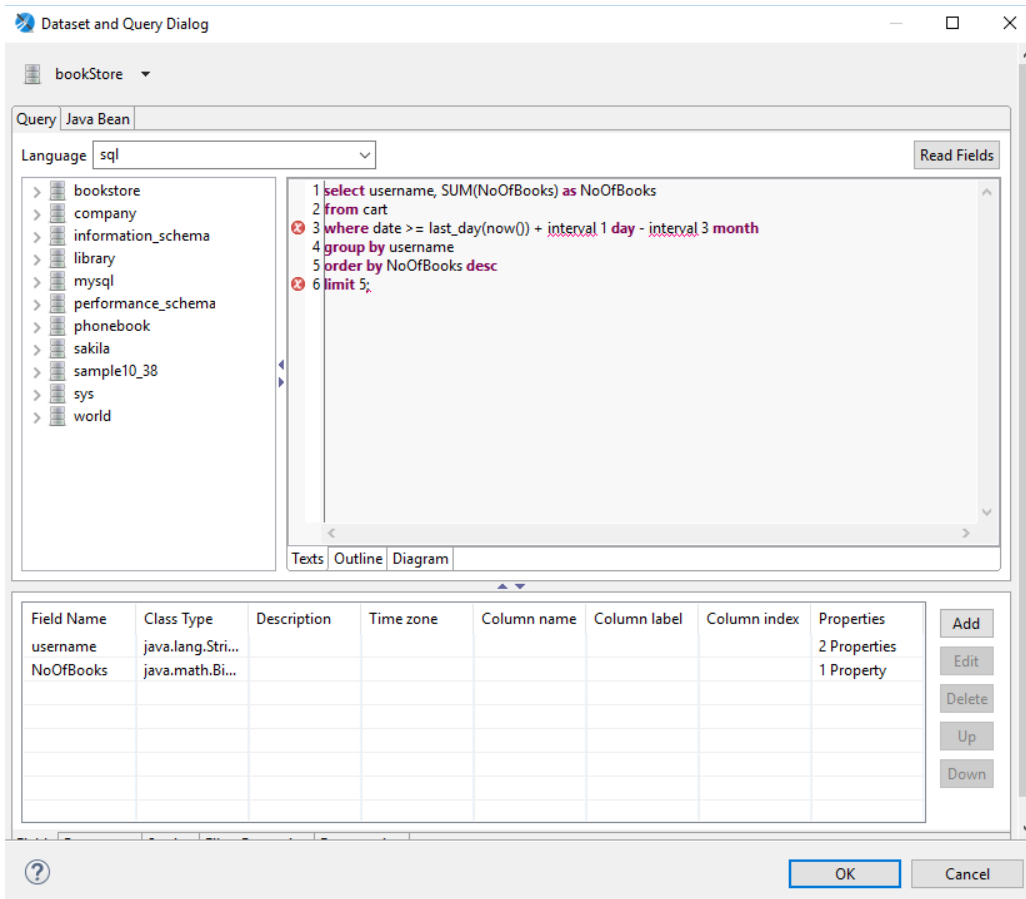 Dataset and Query Dialog
bookStore
Query Java Bean
Language sql Read Fields
bookstore
company
information_schema
library
mysql
performance_schema
phonebook
sakila
sample10_38
sys
world
1 select username, SUM(NoOfBooks) as NoOfBooks
2 from cart
3 where date >= last_day(now()) + interval 1 day - interval 3 month
4 group by username
5 order by NoOfBooks desc
6 limit 5;
Texts Outline Diagram
Field Name Class Type Description Time zone Column name Column label Column index Properties
username java.lang.Stri... 2 Properties
NoOfBooks java.math.Bi... 1 Property
Add
Edit
Delete
Up
Down
? OK Cancel